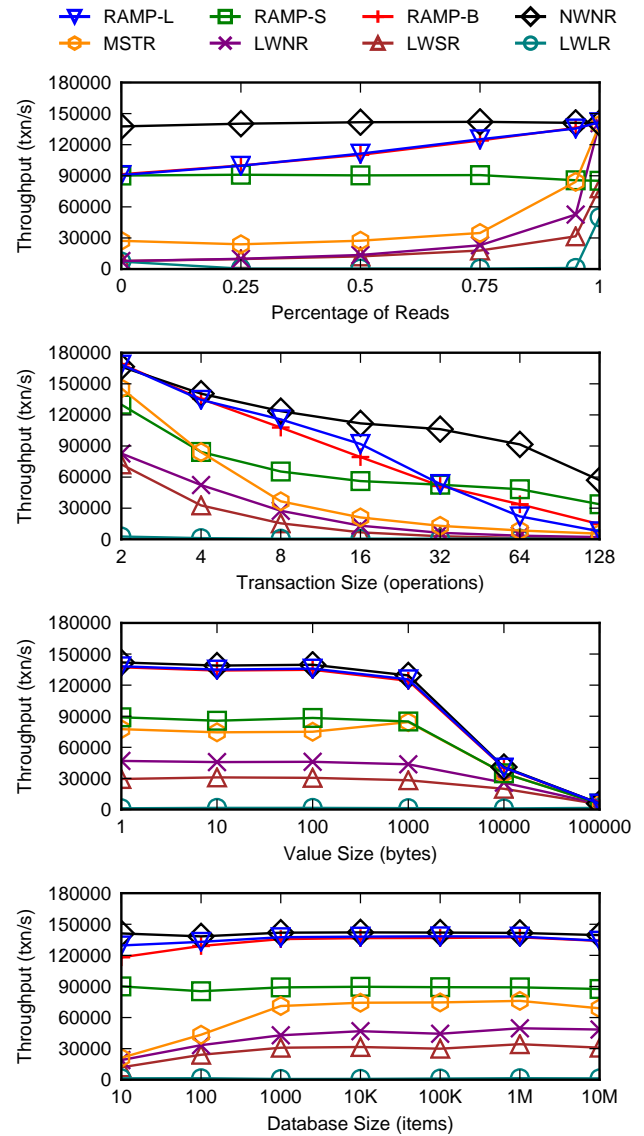 RAMP-L RAMP-S RAMP-B NWNR
MSTR LWNR LWSR LWLR
180000
150000
120000
90000
60000
30000
0
Throughput (txn/s)
0 0.25 0.5 0.75 1
Percentage of Reads
180000
150000
120000
90000
60000
30000
0
Throughput (txn/s)
2 4 8 16 32 64 128
Transaction Size (operations)
180000
150000
120000
90000
60000
30000
0
Throughput (txn/s)
1 10 100 1000 10000 100000
Value Size (bytes)
180000
150000
120000
90000
60000
30000
0
Throughput (txn/s)
10 100 1000 10K 100K 1M 10M
Database Size (items)